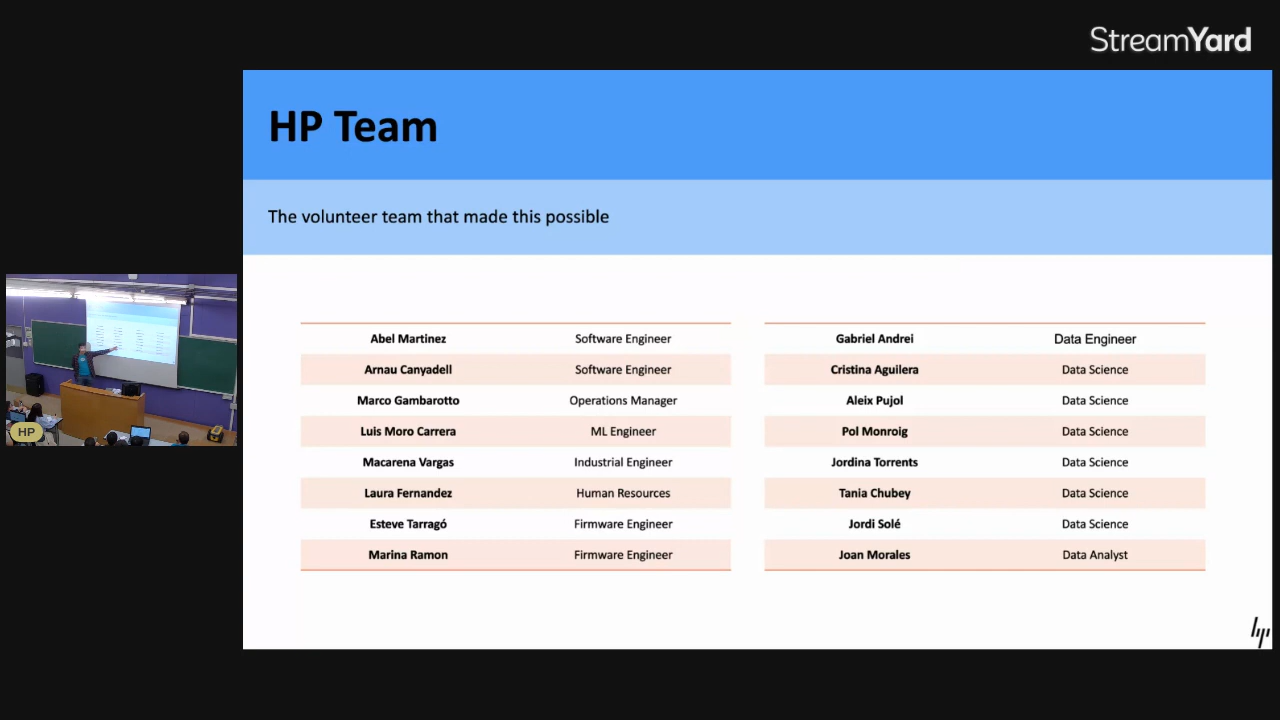 StreamYard
HP Team
The volunteer team that made this possible
Abel Martinez Software Engineer
Arnau Canyadell Software Engineer
Marco Gambarotto Operations Manager
Luis Moro Carrera ML Engineer
Macarena Vargas Industrial Engineer
Laura Fernandez Human Resources
Esteve Tarragó Firmware Engineer
Marina Ramon Firmware Engineer
Gabriel Andrei Data Engineer
Cristina Aguilera Data Science
Aleix Pujol Data Science
Pol Monroig Data Science
Jordina Torrents Data Science
Tania Chubey Data Science
Jordi Solé Data Science
Joan Morales Data Analyst
HP
hp